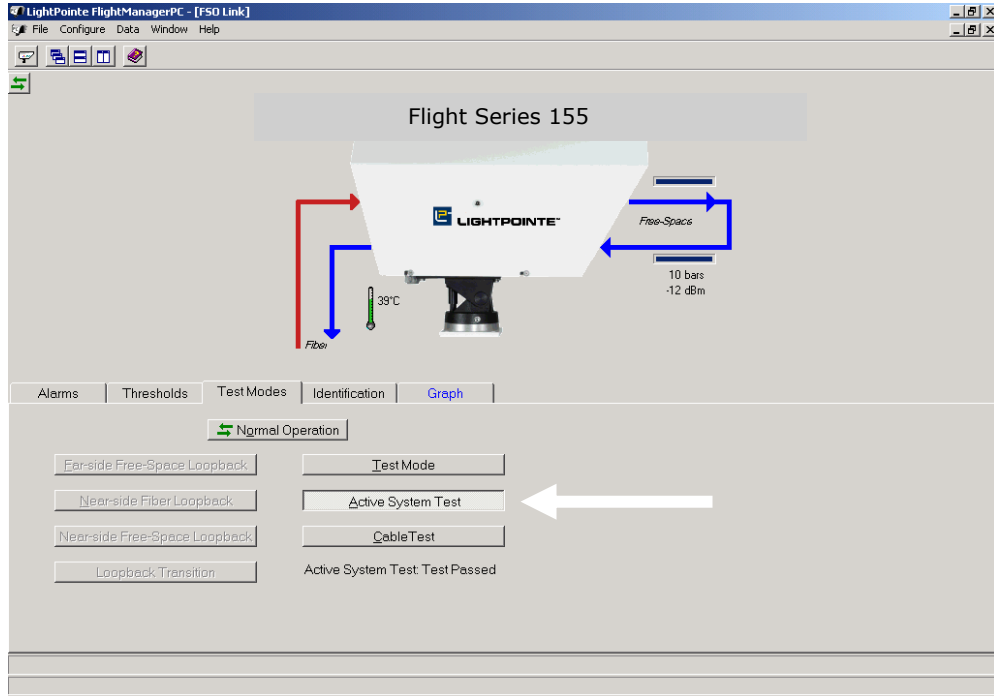 LightPointe FlightManagerPC - [FSO Link]
File Configure Data Window Help
Flight Series 155
LIGHTPOINTE™
Free-Space
10 bars
-12 dBm
39°C
Fiber
Alarms Thresholds Test Modes Identification Graph
Normal Operation
Far-side Free-Space Loopback Test Mode
Near-side Fiber Loopback Active System Test
Near-side Free-Space Loopback CableTest
Loopback Transition Active System Test: Test Passed